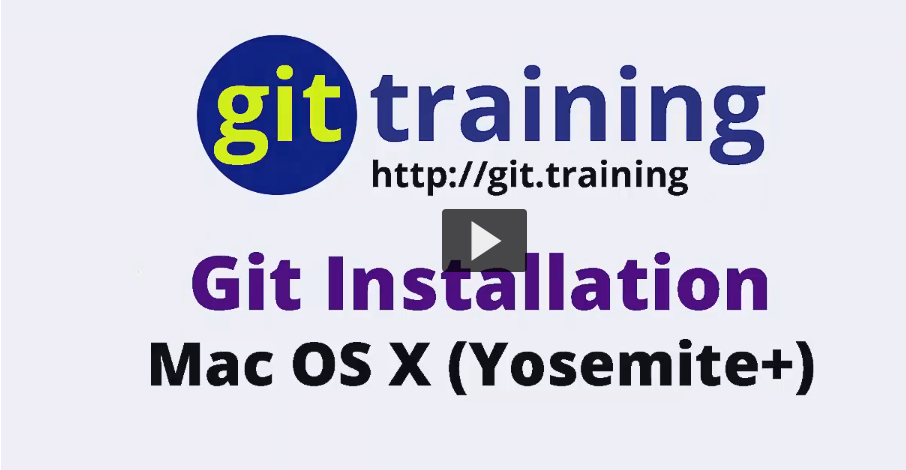 git training
http://git.training
Git Installation
Mac OS X (Yosemite+)